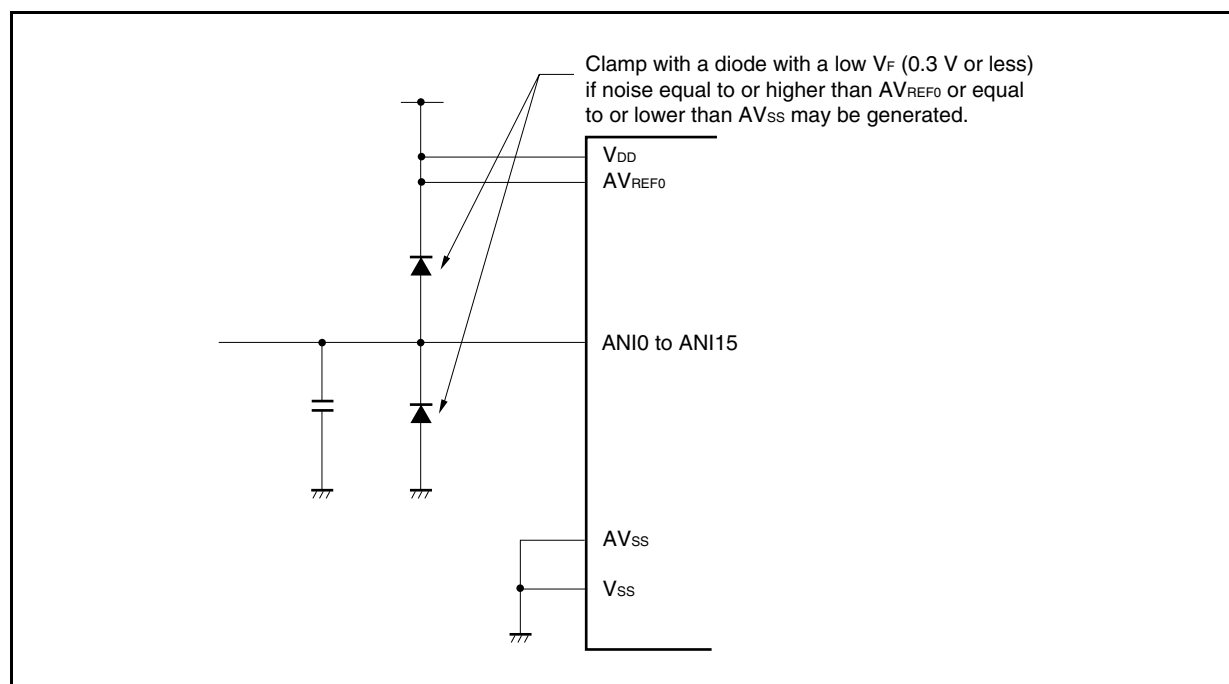 Clamp with a diode with a low VF (0.3 V or less)
if noise equal to or higher than AVREF0 or equal
to or lower than AVSS may be generated.
VDD
AVREF0
ANI0 to ANI15
AVSS
VSS